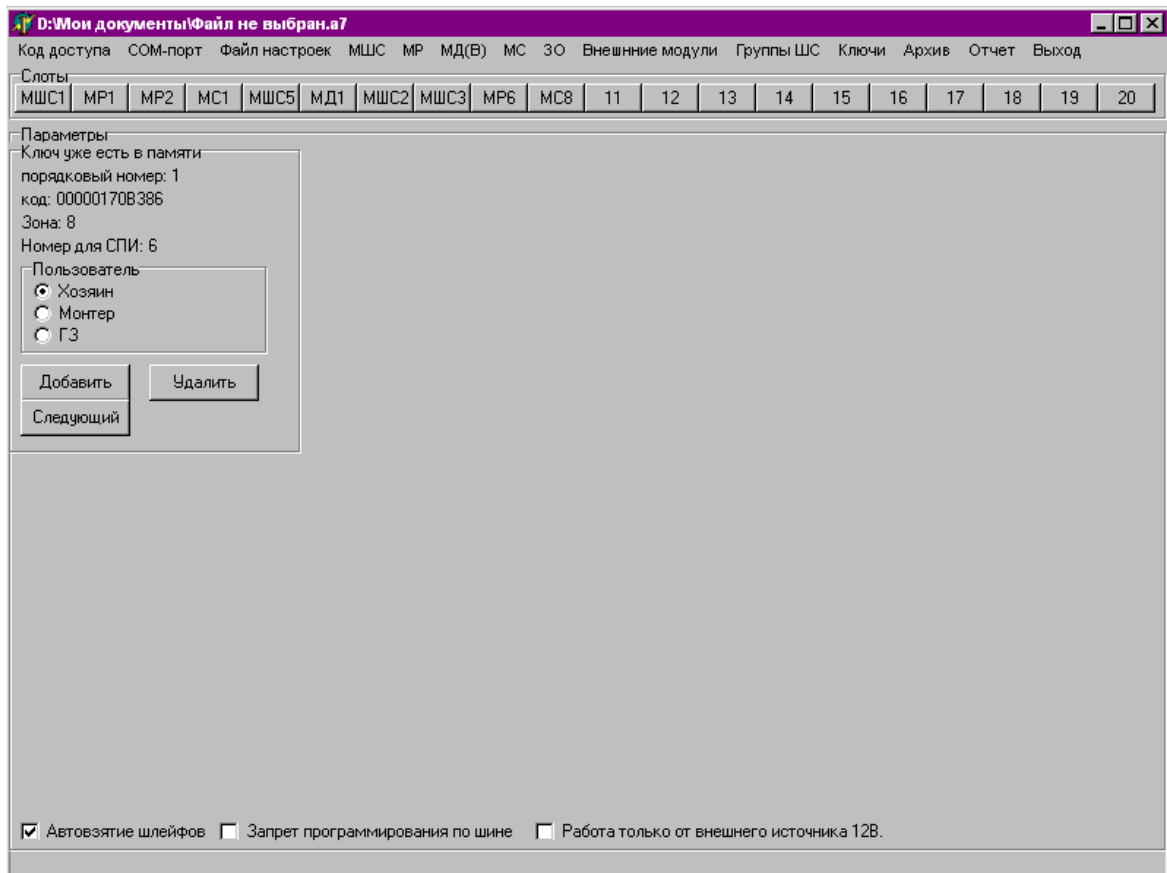 D:\Мои документы\Файл не выбран.a7
Код доступа COM-порт Файл настроек МШС МР МД(В) МС ЗО Внешнние модули Группы ШС Ключи Архив Отчет Выход
Слоты
МШС1 МР1 МР2 МС1 МШС5 МД1 МШС2 МШС3 МР6 МС8 11 12 13 14 15 16 17 18 19 20
Параметры
Ключ уже есть в памяти
порядковый номер: 1
код: 00000170B386
Зона: 8
Номер для СПИ: 6
Пользователь
Хозяин
Монтер
ГЗ
Добавить Удалить
Следующий
Автовзятие шлейфов Запрет программирования по шине Работа только от внешнего источника 12В.